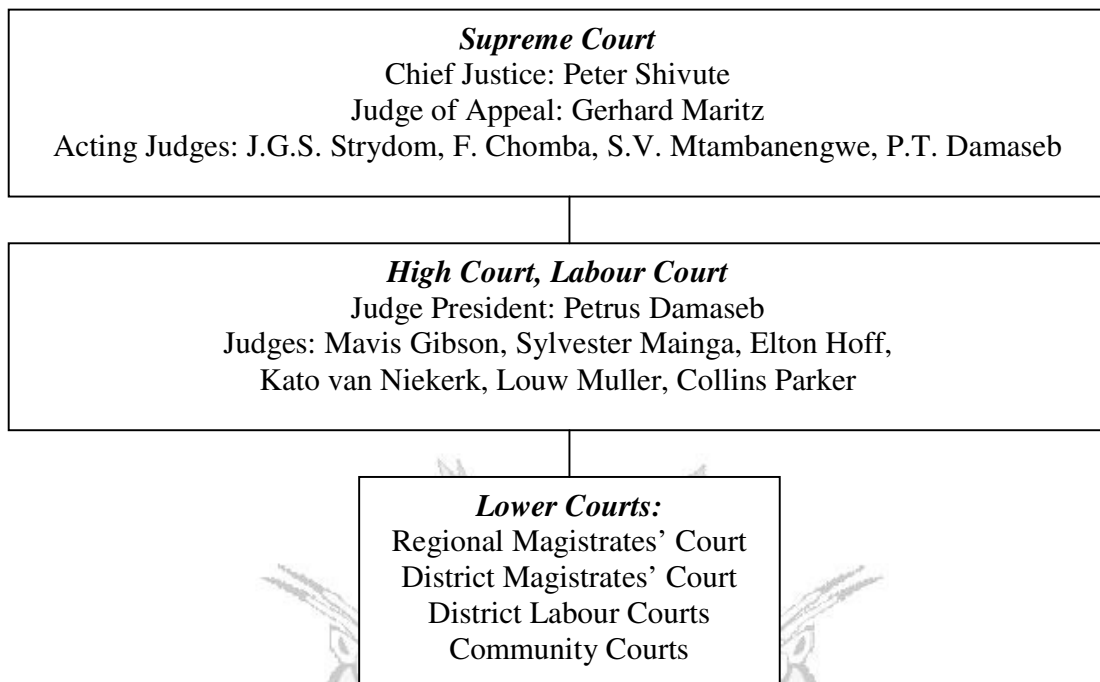 Supreme Court
Chief Justice: Peter Shivute
Judge of Appeal: Gerhard Maritz
Acting Judges: J.G.S. Strydom, F. Chomba, S.V. Mtambanengwe, P.T. Damaseb
High Court, Labour Court
Judge President: Petrus Damaseb
Judges: Mavis Gibson, Sylvester Mainga, Elton Hoff,
Kato van Niekerk, Louw Muller, Collins Parker
Lower Courts:
Regional Magistrates’ Court
District Magistrates’ Court
District Labour Courts
Community Courts